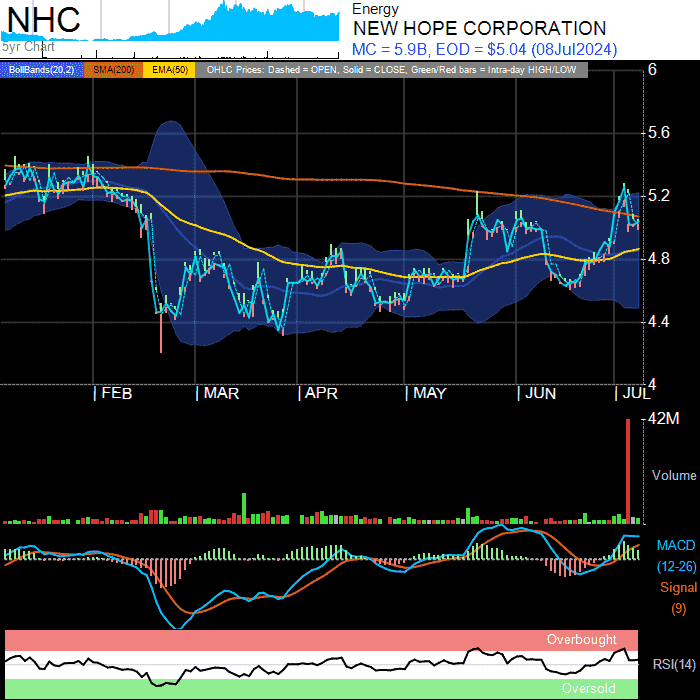 NHC
5yr Chart
Energy
NEW HOPE CORPORATION
MC = 5.9B, EOD = $5.04 (08Jul2024)
BollBands(20,2) SMA(200) EMA(50) OHLC Prices: Dashed = OPEN, Solid = CLOSE, Green/Red bars = Intra-day HIGH/LOW
6
5.6
5.2
4.8
4.4
4
| FEB | MAR | APR | MAY | JUN | JUL
42M
Volume
MACD
(12-26)
Signal
(9)
Overbought
RSI(14)
Oversold